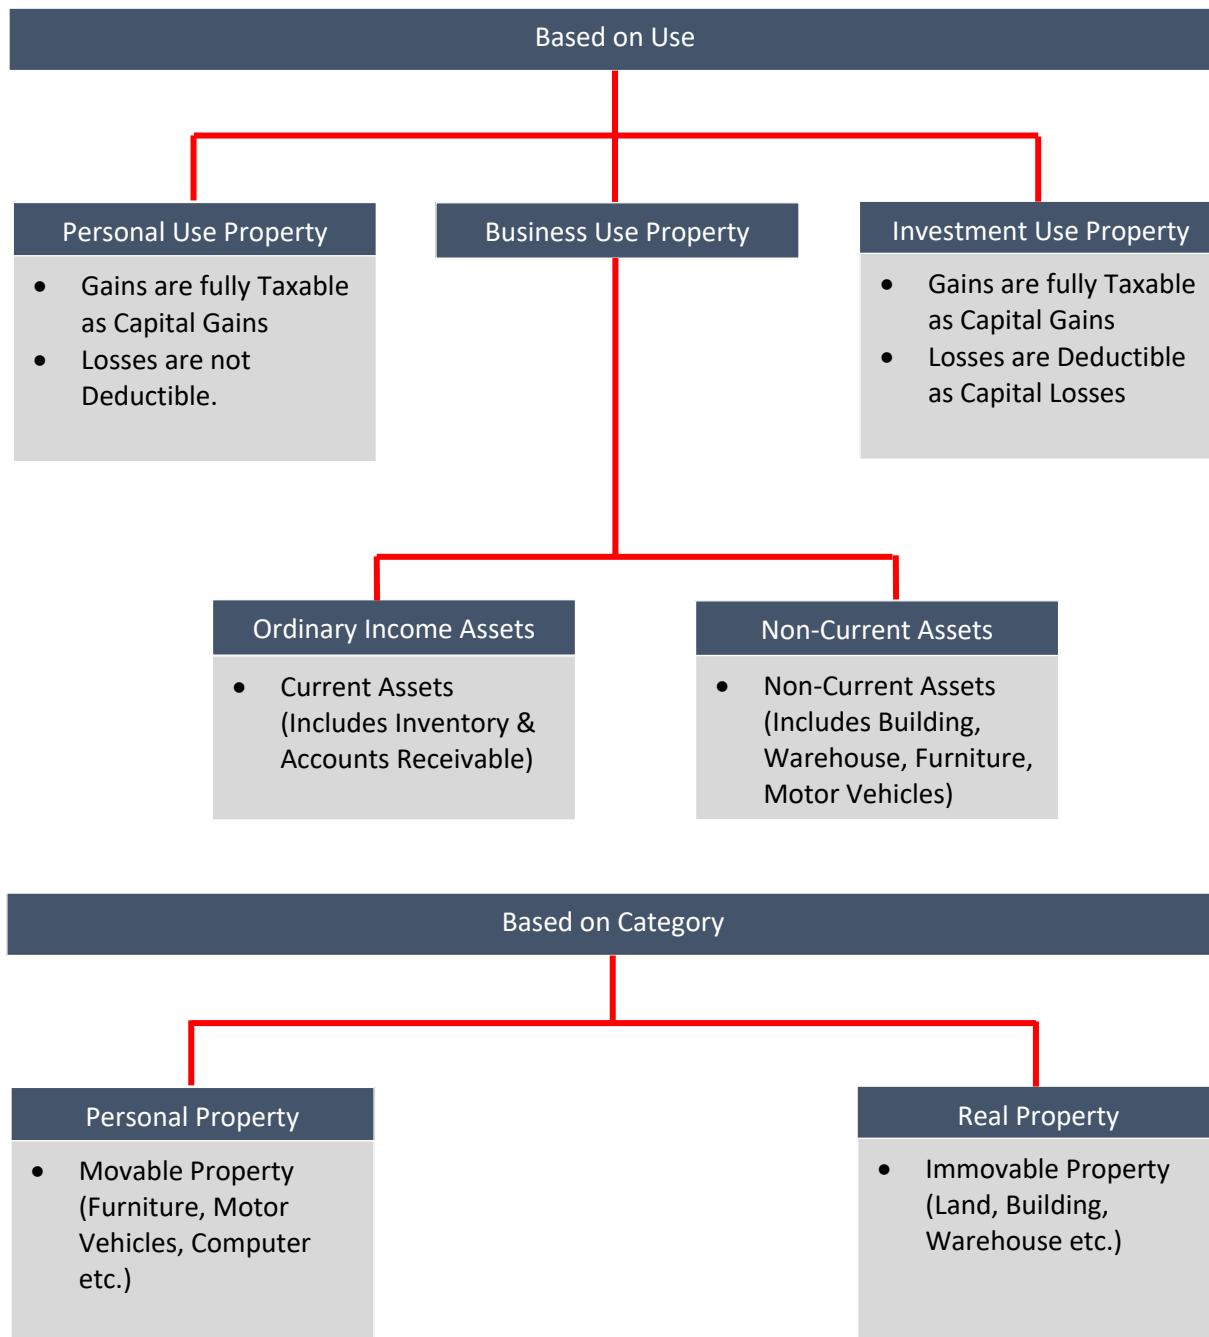 Based on Use
Personal Use Property
• Gains are fully Taxable
as Capital Gains
• Losses are not
Deductible.
Business Use Property
Investment Use Property
• Gains are fully Taxable
as Capital Gains
• Losses are Deductible
as Capital Losses
Ordinary Income Assets
• Current Assets
(Includes Inventory &
Accounts Receivable)
Non-Current Assets
• Non-Current Assets
(Includes Building,
Warehouse, Furniture,
Motor Vehicles)
Based on Category
Personal Property
• Movable Property
(Furniture, Motor
Vehicles, Computer
etc.)
Real Property
• Immovable Property
(Land, Building,
Warehouse etc.)